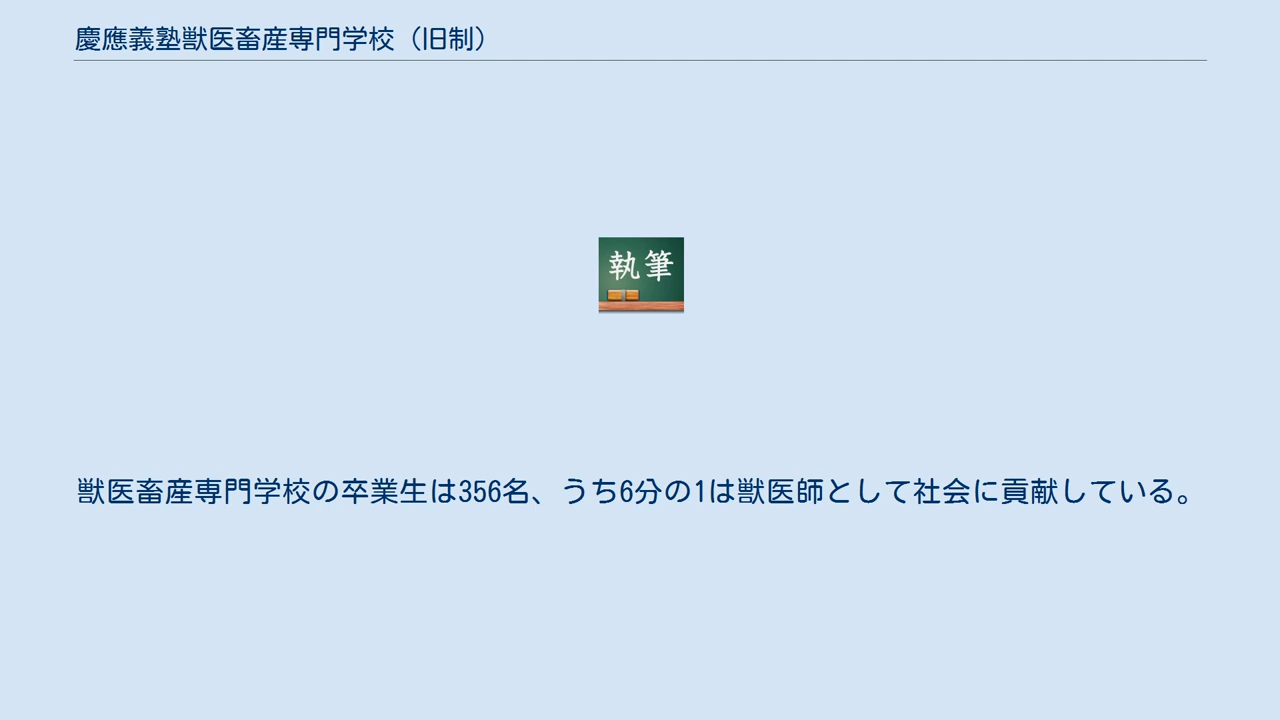 慶應義塾獣医畜産専門学校（旧制）
執筆
獣医畜産専門学校の卒業生は356名、うち6分の1は獣医師として社会に貢献している。